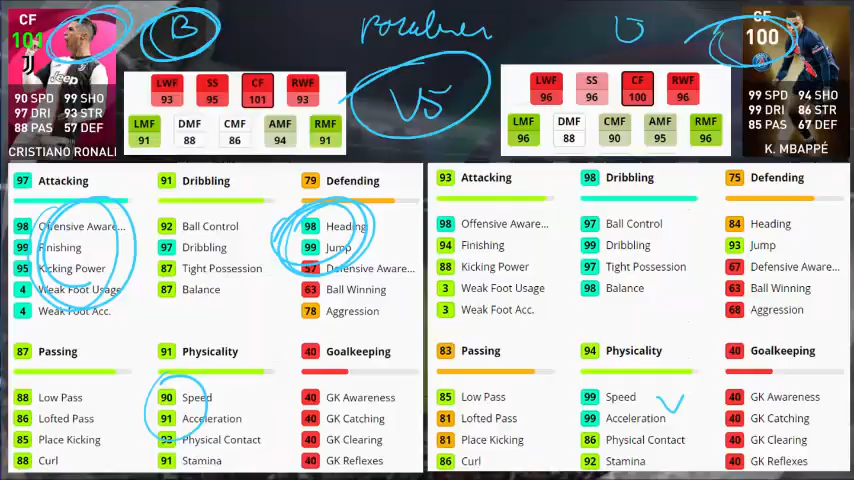 CF
101
90 SPD 99 SHO
97 DRI 93 STR
88 PAS 57 DEF
CRISTIANO RONAL
Jeep
B
VS
CF
100
99 SPD 94 SHO
99 DRI 86 STR
85 PAS 67 DEF
K. MBAPPÉ
LWF SS CF RWF
93 95 101 93
LMF DMF CMF AMF RMF
91 88 86 94 91
LWF SS CF RWF
96 96 100 96
LMF DMF CMF AMF RMF
96 88 90 95 96
97 Attacking
98 Offensive Aware...
99 Finishing
95 Kicking Power
4 Weak Foot Usage
4 Weak Foot Acc.
91 Dribbling
92 Ball Control
97 Dribbling
87 Tight Possession
87 Balance
79 Defending
98 Heading
99 Jump
57 Defensive Aware...
63 Ball Winning
78 Aggression
87 Passing
88 Low Pass
86 Lofted Pass
85 Place Kicking
88 Curl
91 Physicality
90 Speed
91 Acceleration
93 Physical Contact
91 Stamina
40 Goalkeeping
40 GK Awareness
40 GK Catching
40 GK Clearing
40 GK Reflexes
93 Attacking
98 Offensive Aware...
94 Finishing
88 Kicking Power
3 Weak Foot Usage
3 Weak Foot Acc.
98 Dribbling
97 Ball Control
99 Dribbling
97 Tight Possession
98 Balance
75 Defending
84 Heading
93 Jump
67 Defensive Aware...
63 Ball Winning
68 Aggression
83 Passing
85 Low Pass
81 Lofted Pass
81 Place Kicking
86 Curl
94 Physicality
99 Speed
99 Acceleration
86 Physical Contact
92 Stamina
40 Goalkeeping
40 GK Awareness
40 GK Catching
40 GK Clearing
40 GK Reflexes